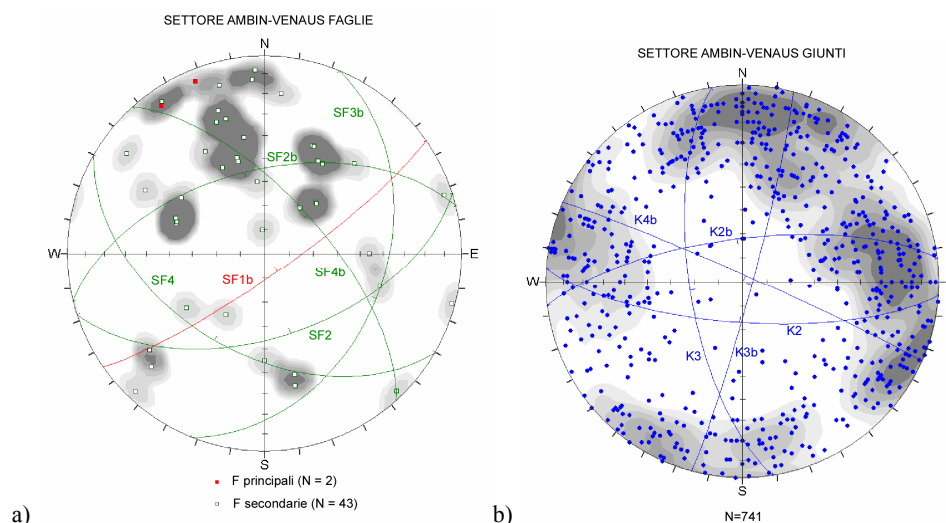 SETTORE AMBIN-VENAUS FAGLIE
N
SF3b
SF2b
W
E
SF4
SF1b
SF4b
SF2
S
F principali (N = 2)
F secondarie (N = 43)
a)
SETTORE AMBIN-VENAUS GIUNTI
N
K4b
K2b
W
E
K2
K3
K3b
S
N=741
b)